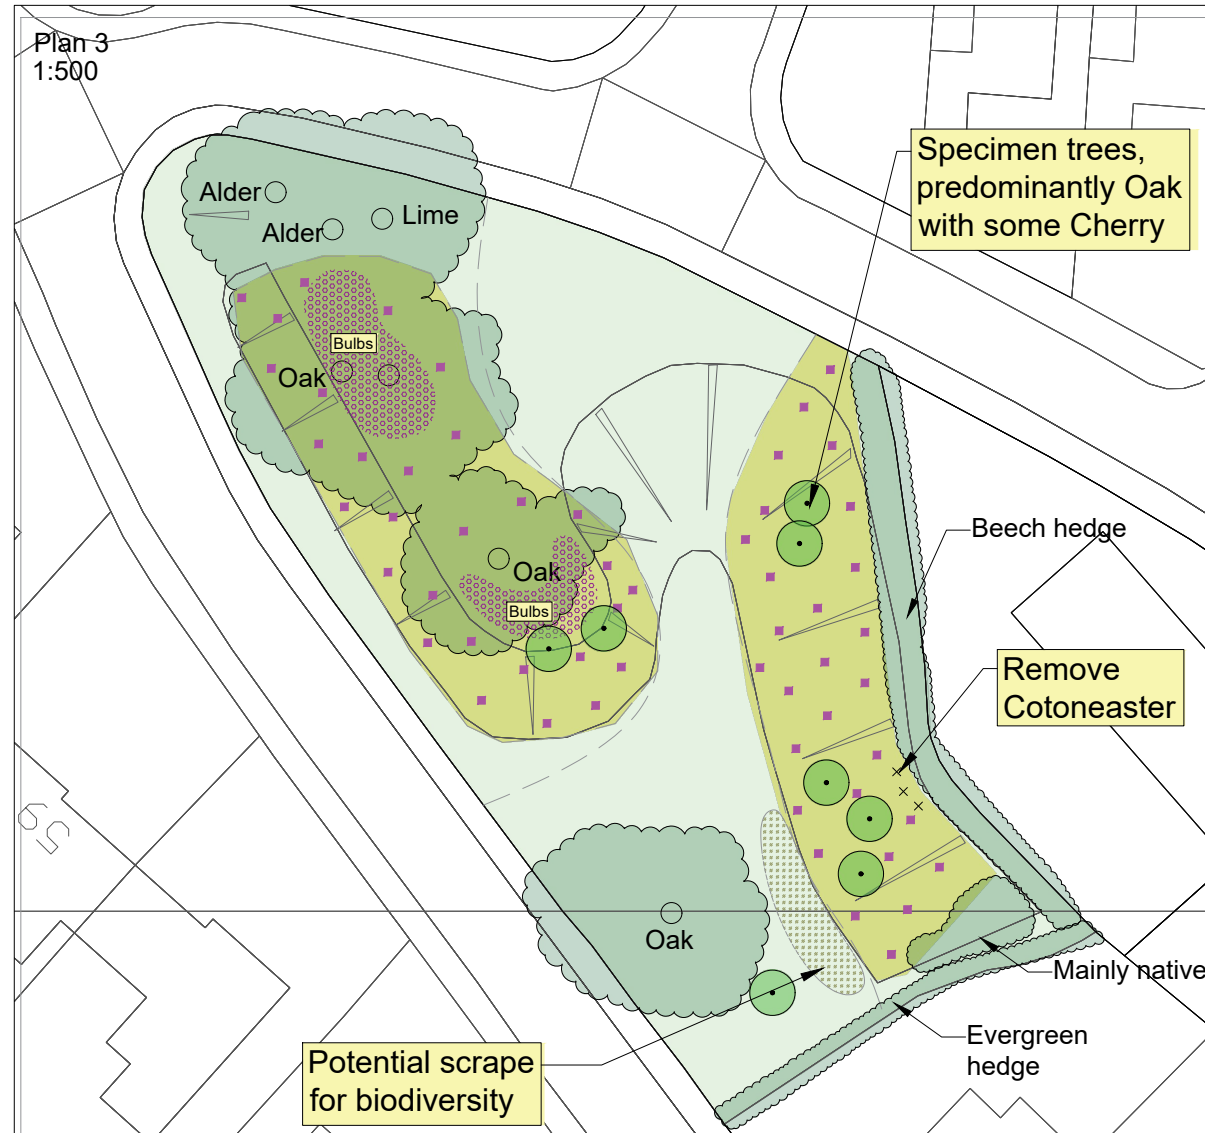 Plan 3
1:500
Specimen trees,
predominantly Oak
with some Cherry
Alder
Lime
Alder
Bulbs
Oak
Beech hedge
Oak
Bulbs
Remove
Cotoneaster
Oak
Mainly native
Evergreen
hedge
Potential scrape
for biodiversity